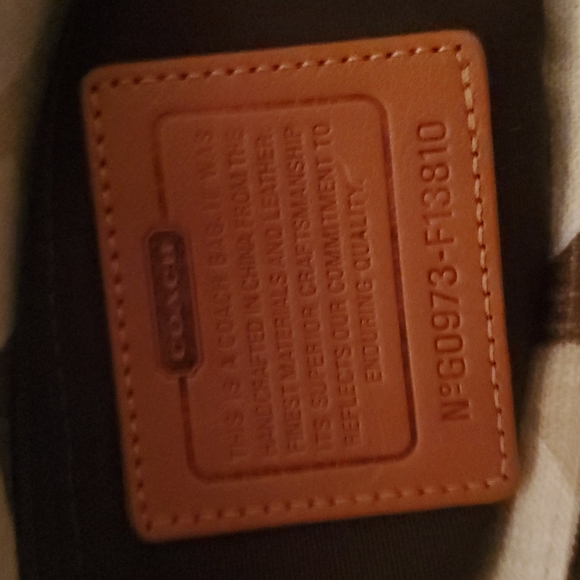 COACH
THIS IS A COACH BAG. IT WAS
HANDCRAFTED IN CHINA FROM THE
FINEST MATERIALS AND LEATHER.
ITS SUPERIOR CRAFTSMANSHIP
REFLECTS OUR COMMITMENT TO
ENDURING QUALITY.
Nº G0973-F13810